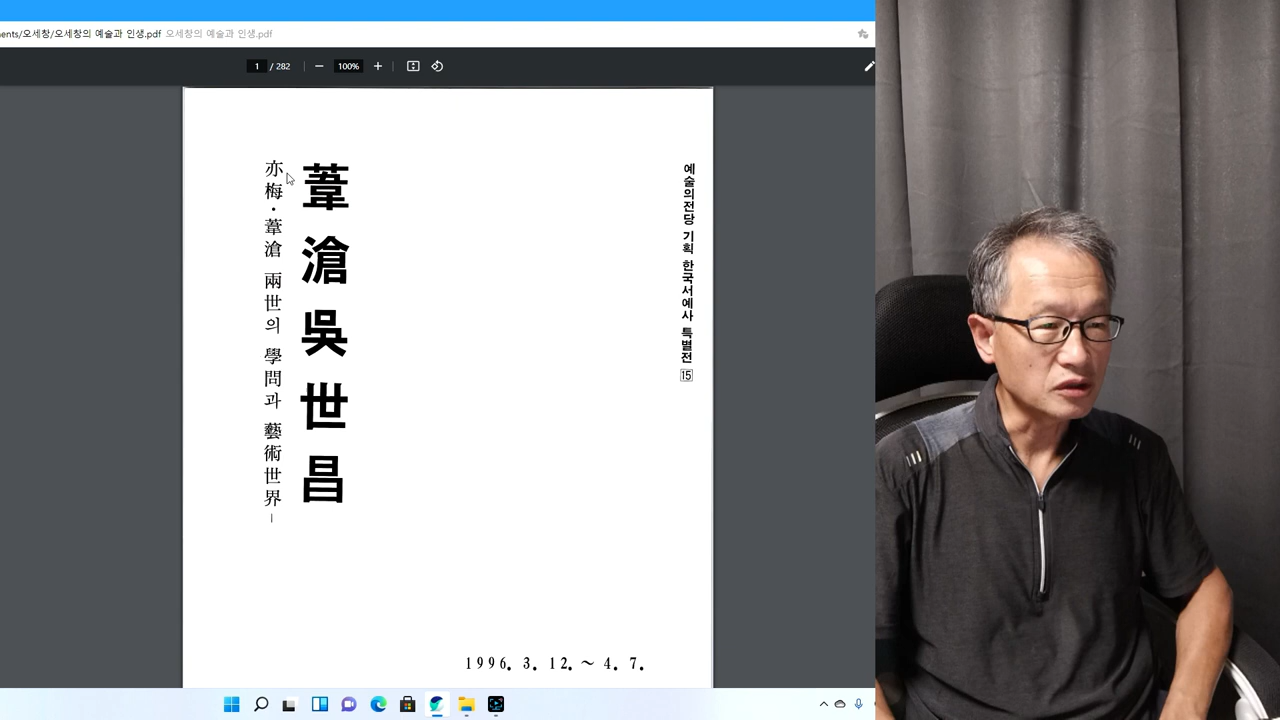 ments/오세창/오세창의 예술과 인생.pdf 오세창의 예술과 인생.pdf
1 / 282 100%
예술의전당 기획 한국서예사 특별전 15
葦滄吳世昌
亦梅·葦滄 兩世의 學問과 藝術世界-
1996. 3. 12. ~ 4. 7.